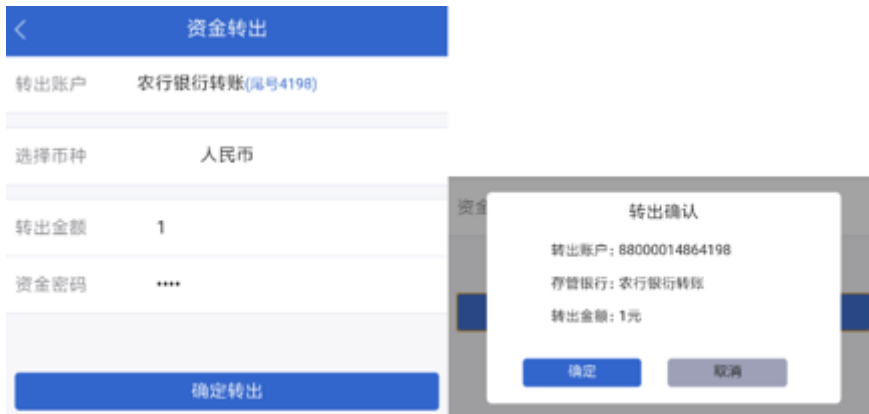 资金转出
转出账户 农行银衍转账(尾号4198)
选择币种 人民币
转出金额 1
资金密码 ••••
确定转出
资金
转出确认
转出账户：88000014864198
存管银行：农行银衍转账
转出金额：1元
确定 取消